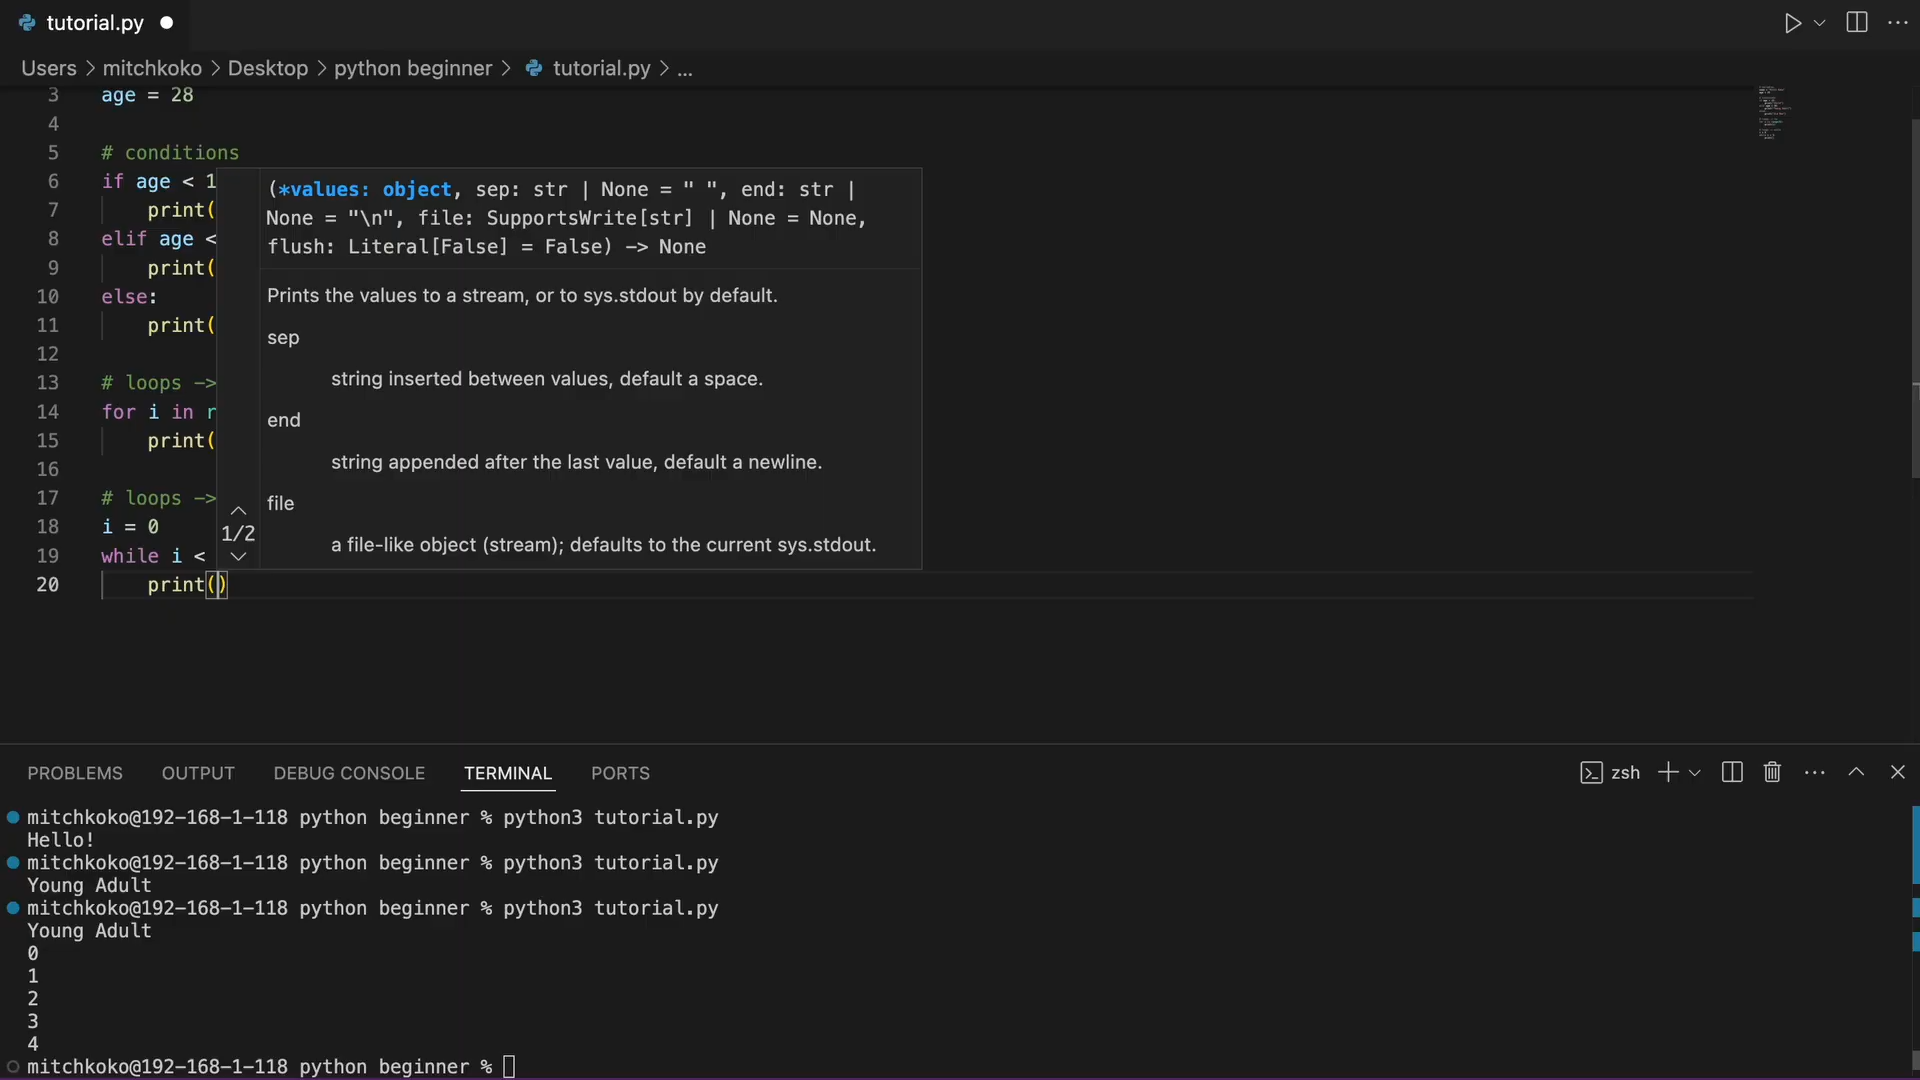 tutorial.py
Users > mitchkoko > Desktop > python beginner > tutorial.py > ...
3 age = 28
4
5 # conditions
6 if age < 1
7 print(
8 elif age <
9 print(
10 else:
11 print(
12
13 # loops ->
14 for i in r
15 print(
16
17 # loops ->
18 i = 0
19 while i <
20 print()
(*values: object, sep: str | None = " ", end: str |
None = "\n", file: SupportsWrite[str] | None = None,
flush: Literal[False] = False) -> None
Prints the values to a stream, or to sys.stdout by default.
sep
string inserted between values, default a space.
end
string appended after the last value, default a newline.
file
1/2
a file-like object (stream); defaults to the current sys.stdout.
PROBLEMS OUTPUT DEBUG CONSOLE TERMINAL PORTS zsh
mitchkoko@192-168-1-118 python beginner % python3 tutorial.py
Hello!
mitchkoko@192-168-1-118 python beginner % python3 tutorial.py
Young Adult
mitchkoko@192-168-1-118 python beginner % python3 tutorial.py
Young Adult
0
1
2
3
4
mitchkoko@192-168-1-118 python beginner %